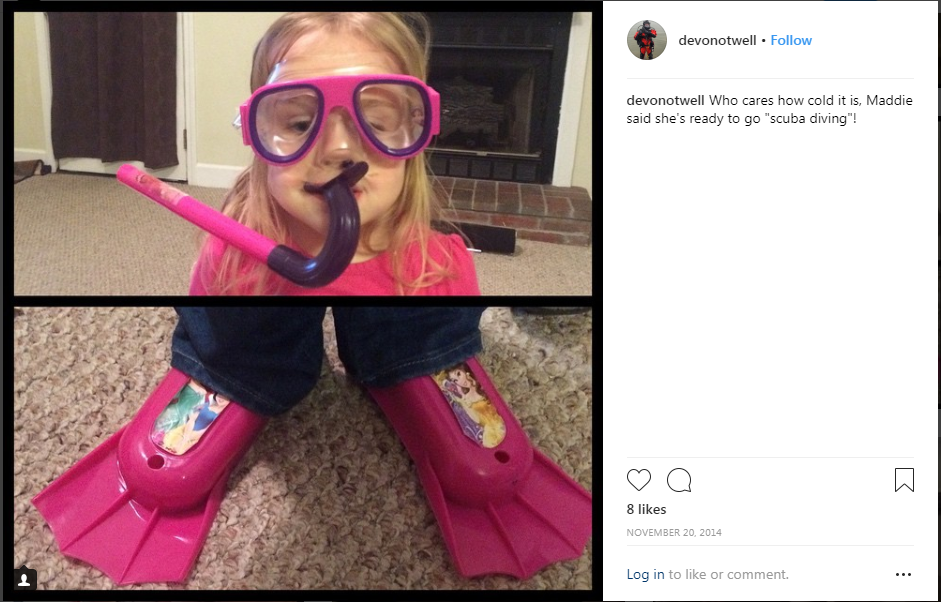 devonotwell • Follow
devonotwell Who cares how cold it is, Maddie
said she's ready to go "scuba diving"!
8 likes
NOVEMBER 20, 2014
Log in to like or comment.